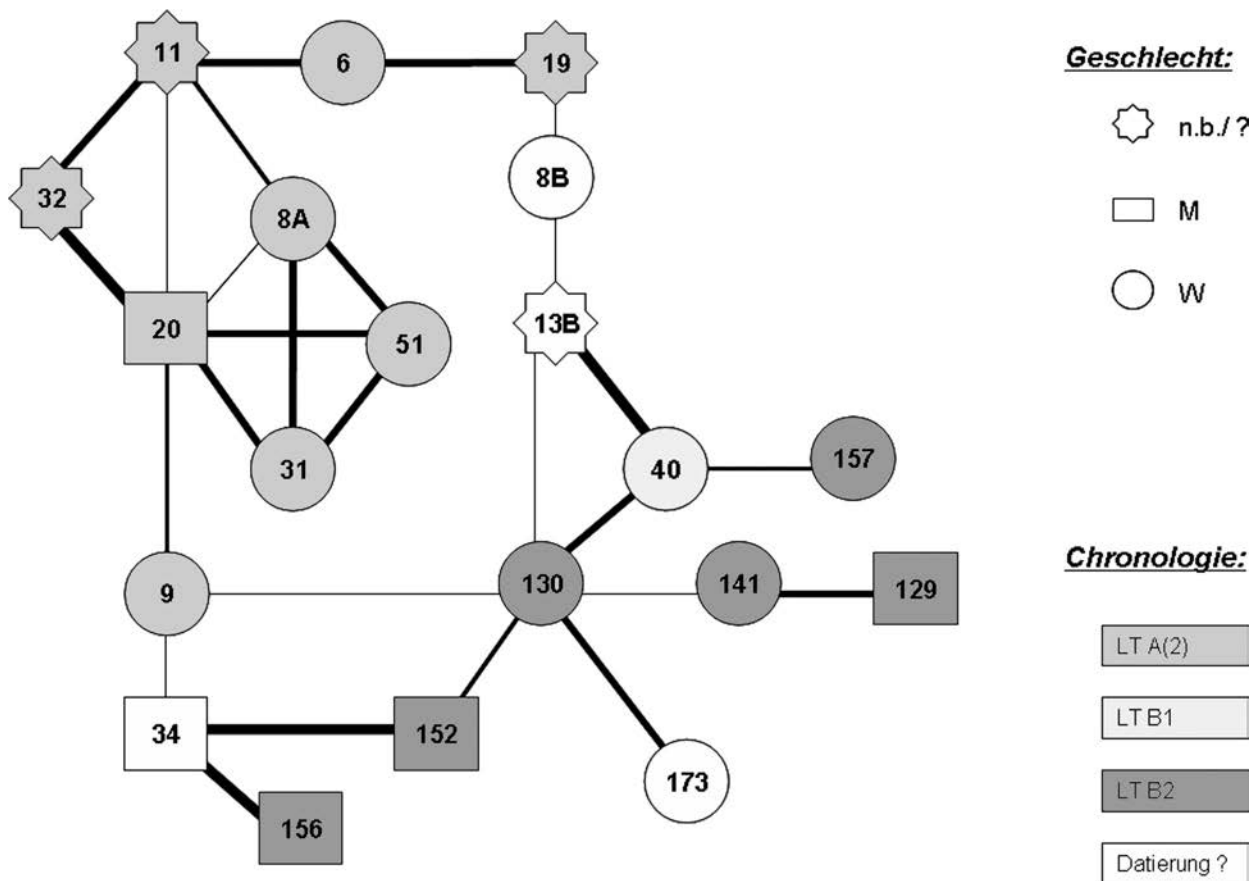 11
6
19
8B
32
8A
20
51
13B
31
40
157
9
130
141
129
34
152
173
156
Geschlecht:
n.b./ ?
M
W
Chronologie:
LT A(2)
LT B1
LT B2
Datierung ?